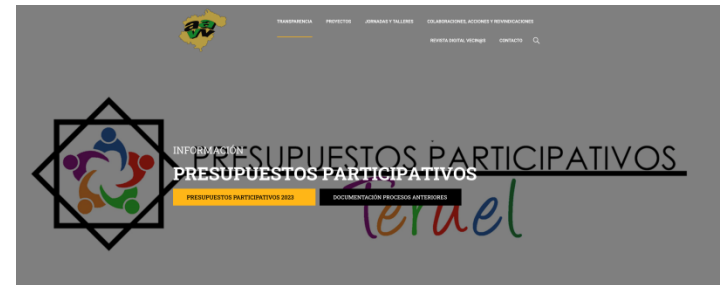 TRANSPARENCIA PROYECTOS JORNADAS Y TALLERES COLABORACIONES, ACCIONES Y REIVINDICACIONES
REVISTA DIGITAL VECIN@S CONTACTO
INFORMACIÓN
PRESUPUESTOS PARTICIPATIVOS
PRESUPUESTOS PARTICIPATIVOS
PRESUPUESTOS PARTICIPATIVOS 2023 DOCUMENTACIÓN PROCESOS ANTERIORES
Teruel